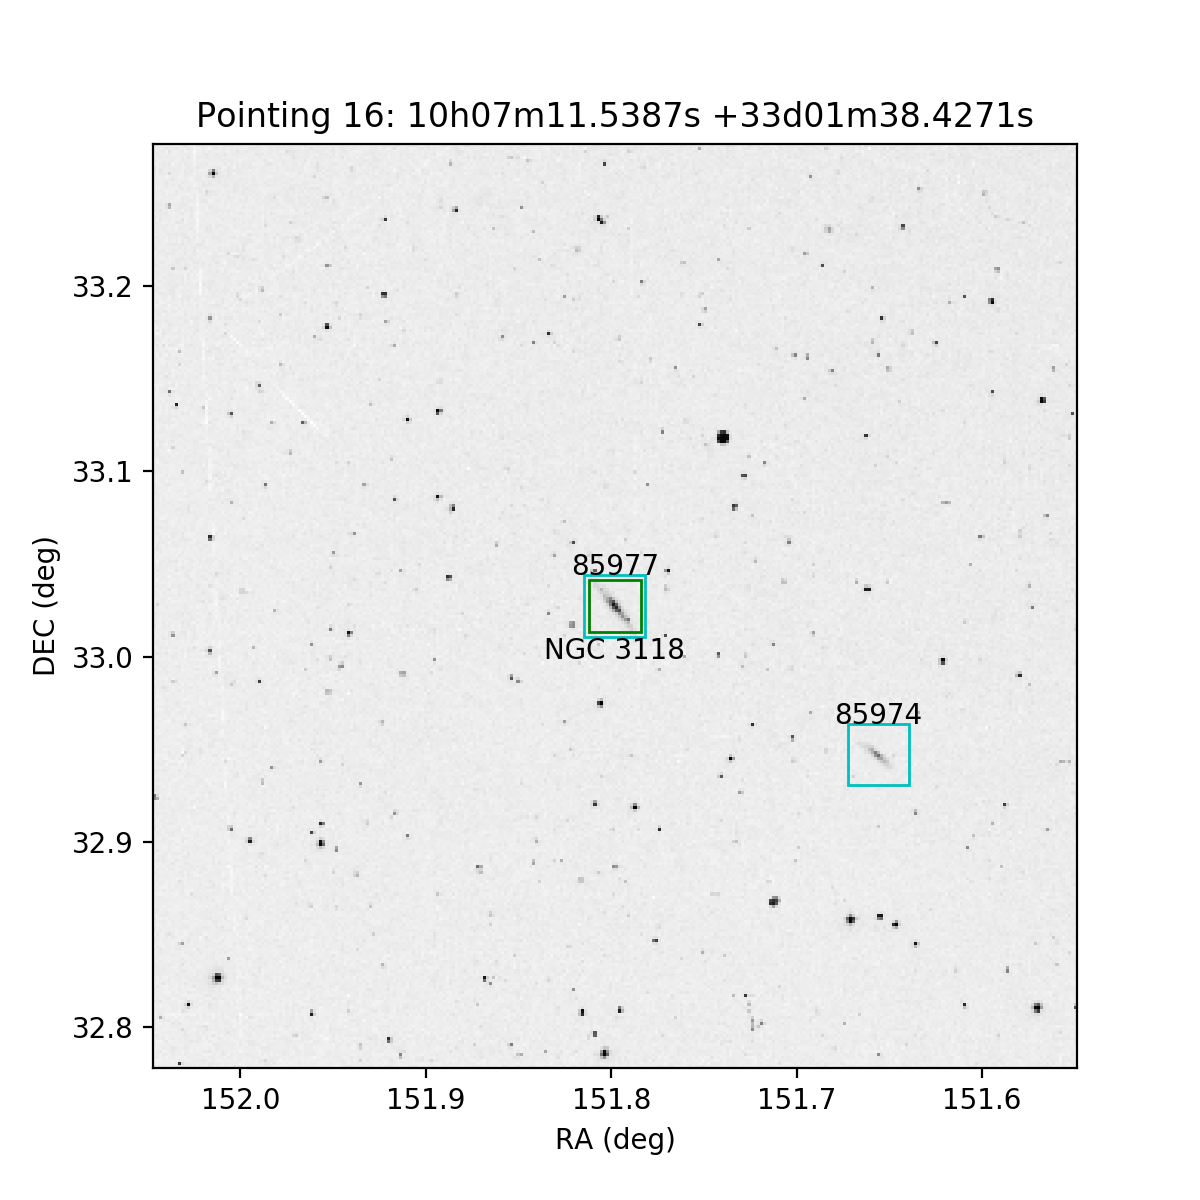 Pointing 16: 10h07m11.5387s +33d01m38.4271s
33.2
33.1
33.0
32.9
32.8
DEC (deg)
85977
NGC 3118
85974
152.0 151.9 151.8 151.7 151.6
RA (deg)